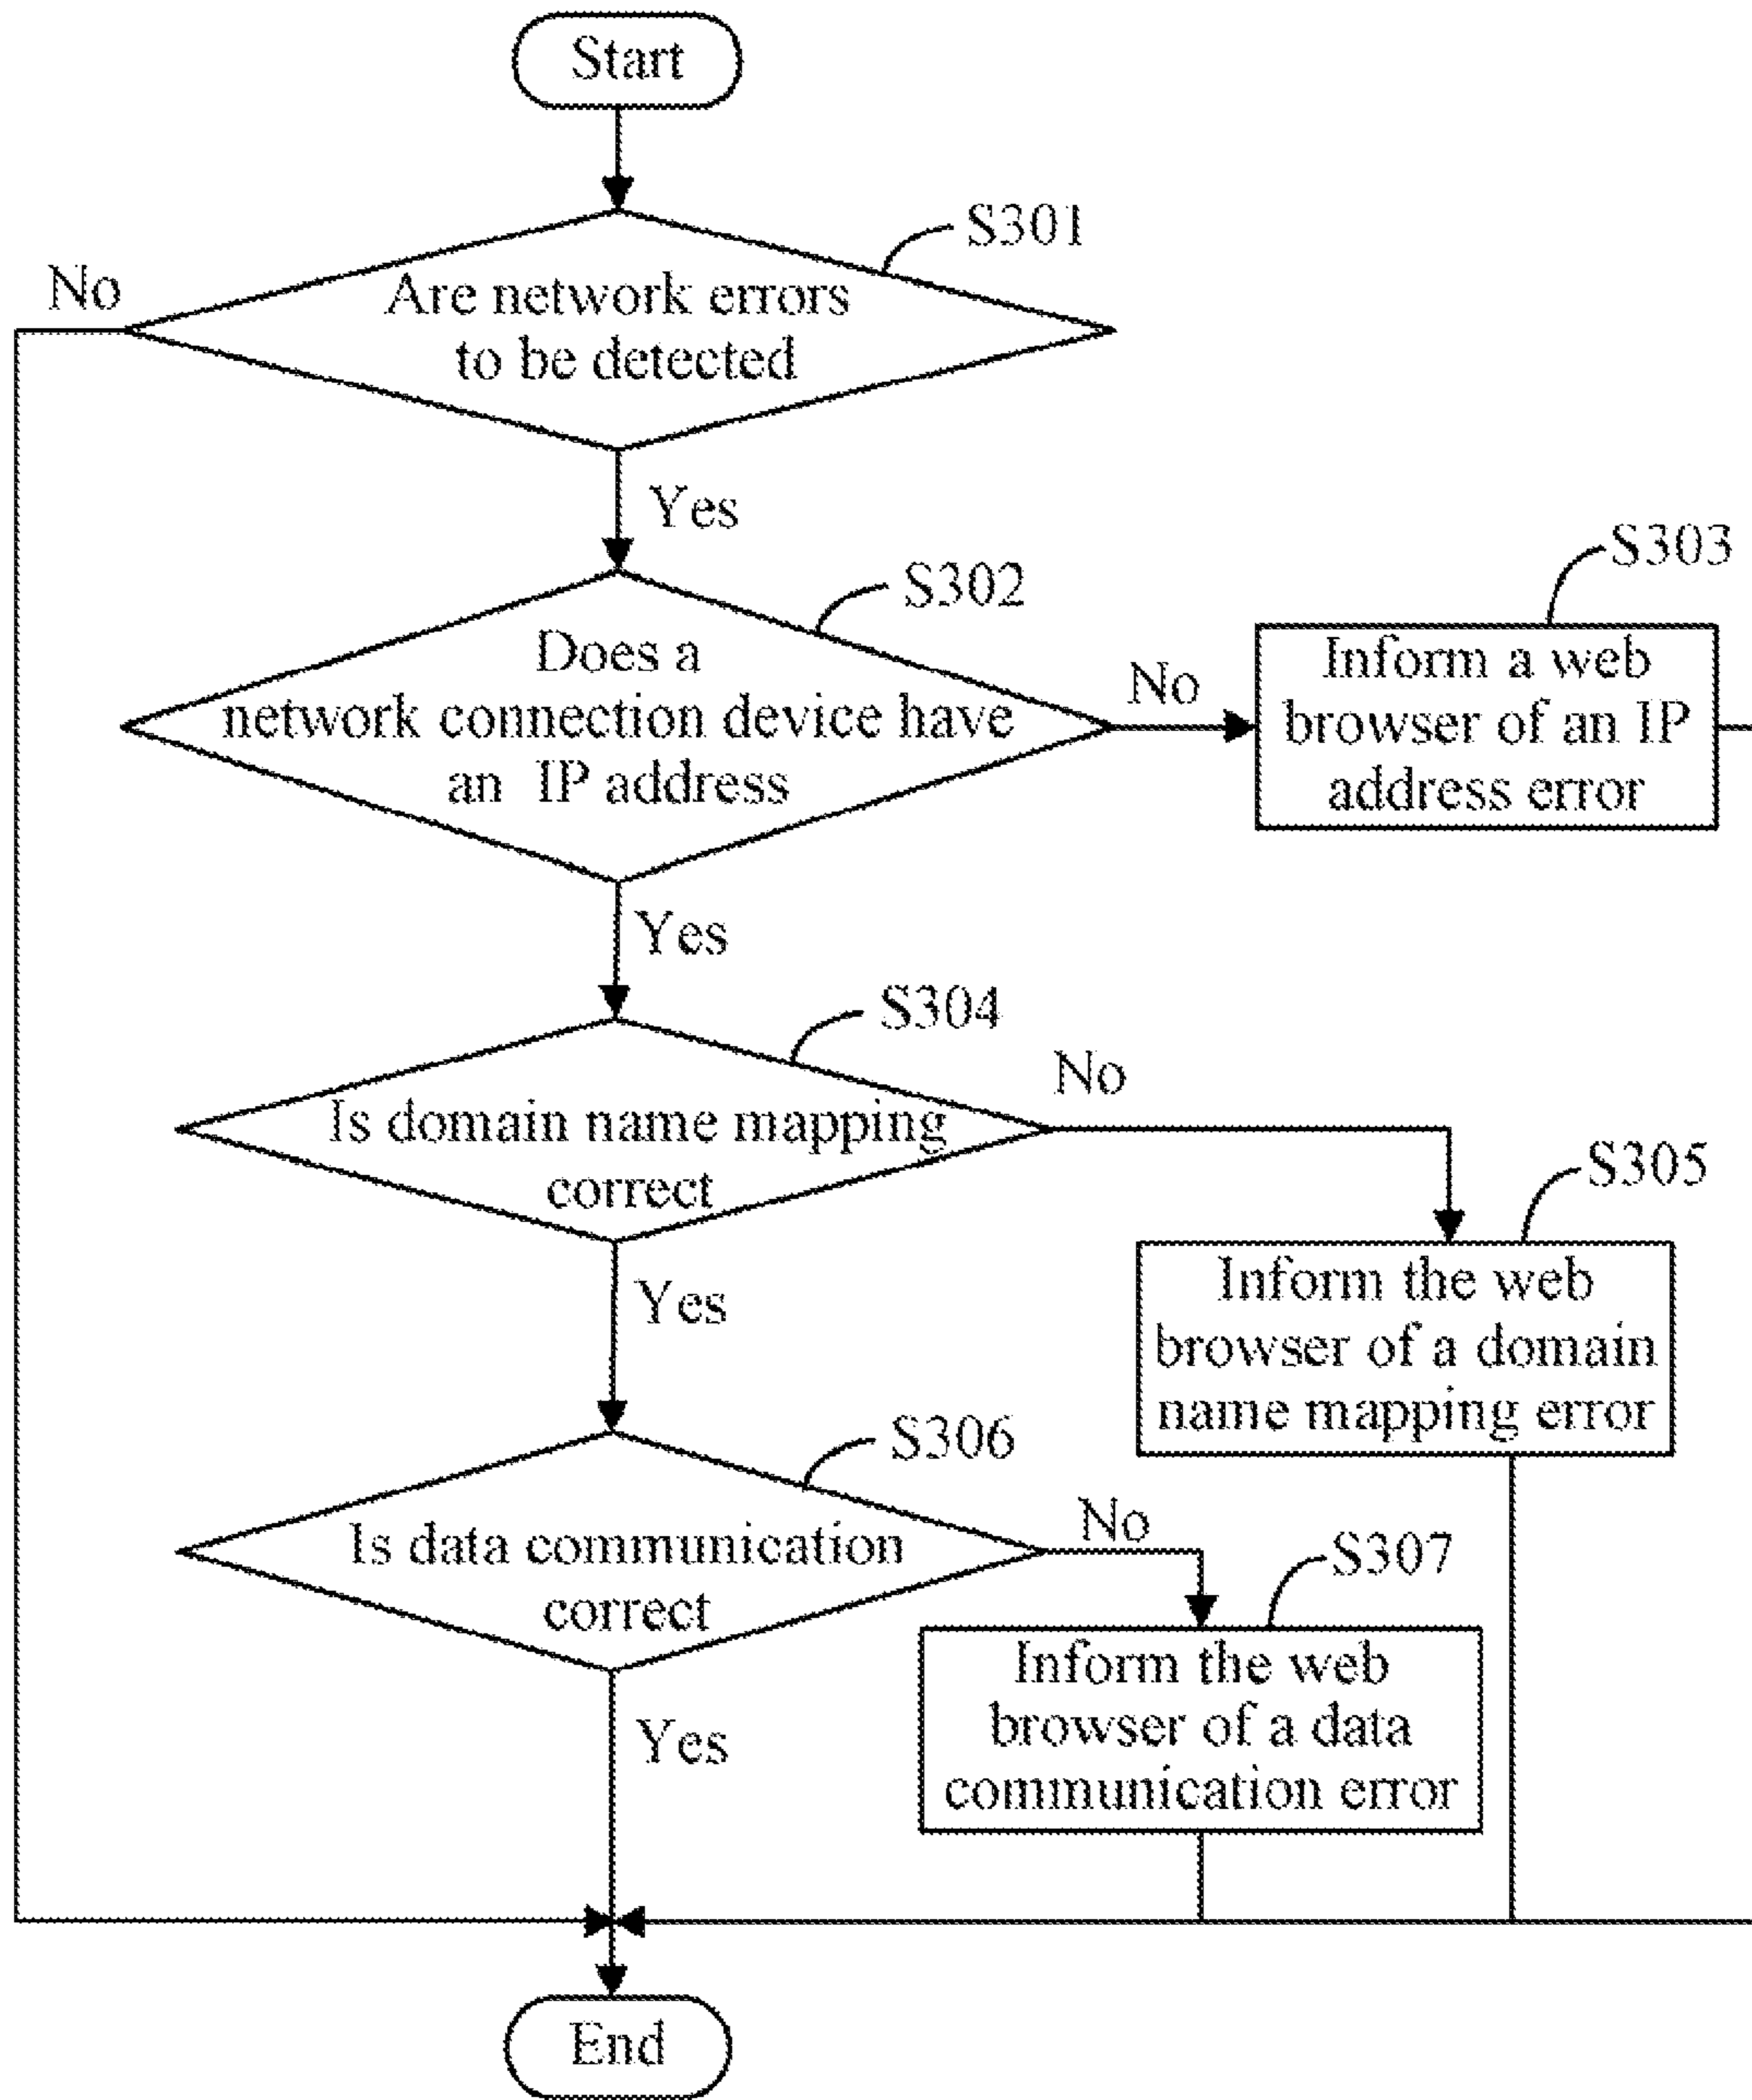 Start
S301
No
Are network errors
to be detected
Yes
S302
S303
Does a
network connection device have
an IP address
No
Inform a web
browser of an IP
address error
Yes
S304
No
Is domain name mapping
correct
S305
Inform the web
browser of a domain
name mapping error
Yes
S306
No
Is data communication
correct
S307
Inform the web
browser of a data
communication error
Yes
End